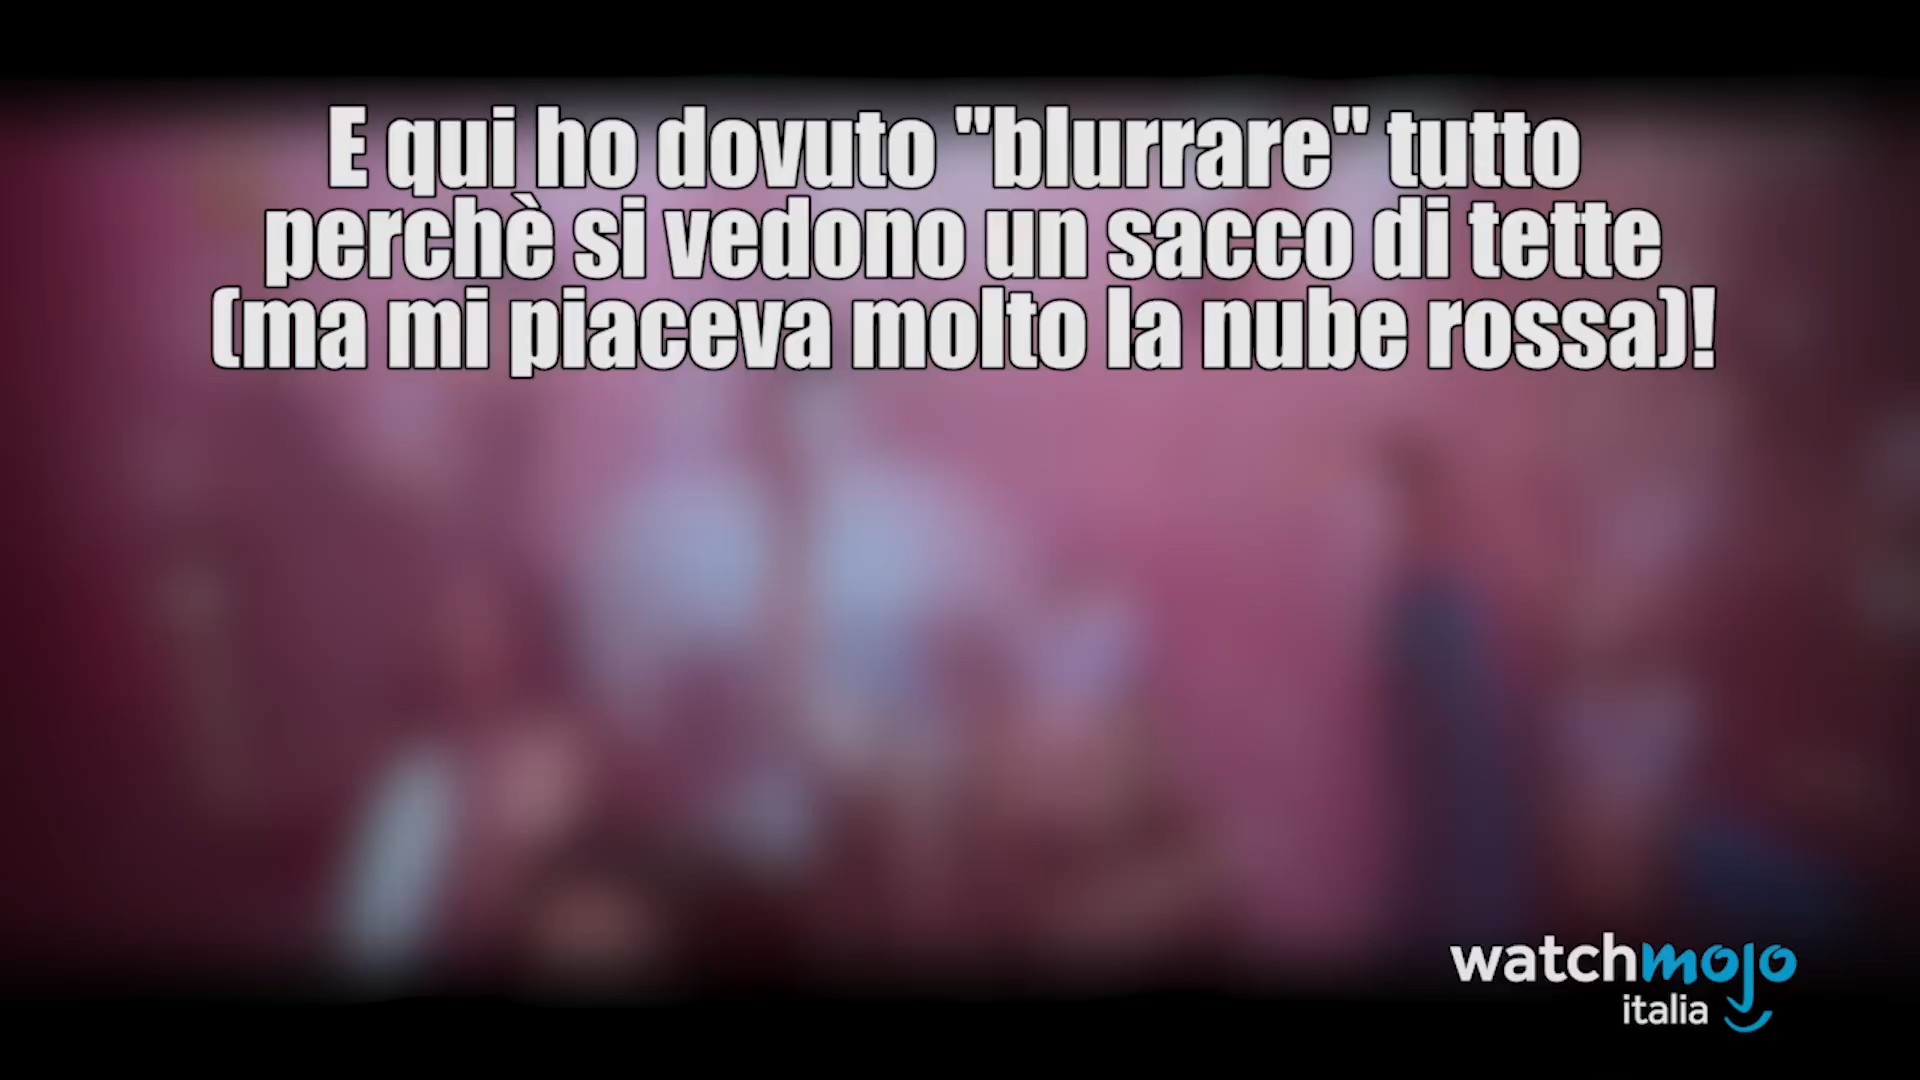 E qui ho dovuto "blurrare" tutto
perchè si vedono un sacco di tette
(ma mi piaceva molto la nube rossa)!
watchmojo
italia